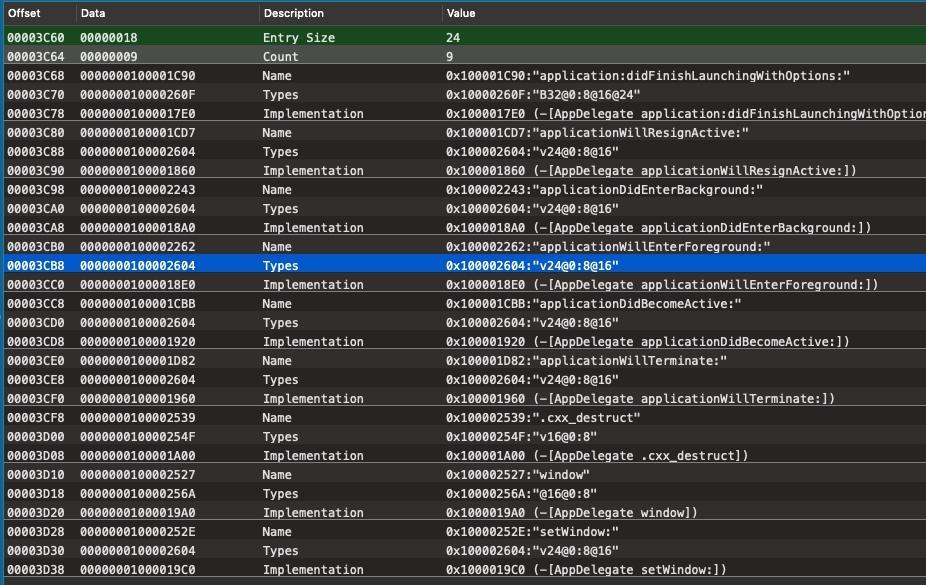 Offset Data Description Value
00003C60 00000018 Entry Size 24
00003C64 00000009 Count 9
00003C68 0000000100001C90 Name 0x100001C90:"application:didFinishLaunchingWithOptions:"
00003C70 000000010000260F Types 0x10000260F:"B32@0:8@16@24"
00003C78 00000001000017E0 Implementation 0x1000017E0 (-[AppDelegate application:didFinishLaunchingWithOption
00003C80 0000000100001CD7 Name 0x100001CD7:"applicationWillResignActive:"
00003C88 0000000100002604 Types 0x100002604:"v24@0:8@16"
00003C90 0000000100001860 Implementation 0x100001860 (-[AppDelegate applicationWillResignActive:])
00003C98 0000000100002243 Name 0x100002243:"applicationDidEnterBackground:"
00003CA0 0000000100002604 Types 0x100002604:"v24@0:8@16"
00003CA8 00000001000018A0 Implementation 0x1000018A0 (-[AppDelegate applicationDidEnterBackground:])
00003CB0 0000000100002262 Name 0x100002262:"applicationWillEnterForeground:"
00003CB8 0000000100002604 Types 0x100002604:"v24@0:8@16"
00003CC0 00000001000018E0 Implementation 0x1000018E0 (-[AppDelegate applicationWillEnterForeground:])
00003CC8 0000000100001CBB Name 0x100001CBB:"applicationDidBecomeActive:"
00003CD0 0000000100002604 Types 0x100002604:"v24@0:8@16"
00003CD8 0000000100001920 Implementation 0x100001920 (-[AppDelegate applicationDidBecomeActive:])
00003CE0 0000000100001D82 Name 0x100001D82:"applicationWillTerminate:"
00003CE8 0000000100002604 Types 0x100002604:"v24@0:8@16"
00003CF0 0000000100001960 Implementation 0x100001960 (-[AppDelegate applicationWillTerminate:])
00003CF8 0000000100002539 Name 0x100002539:".cxx_destruct"
00003D00 000000010000254F Types 0x10000254F:"v16@0:8"
00003D08 0000000100001A00 Implementation 0x100001A00 (-[AppDelegate .cxx_destruct])
00003D10 0000000100002527 Name 0x100002527:"window"
00003D18 000000010000256A Types 0x10000256A:"@16@0:8"
00003D20 00000001000019A0 Implementation 0x1000019A0 (-[AppDelegate window])
00003D28 000000010000252E Name 0x10000252E:"setWindow:"
00003D30 0000000100002604 Types 0x100002604:"v24@0:8@16"
00003D38 00000001000019C0 Implementation 0x1000019C0 (-[AppDelegate setWindow:])